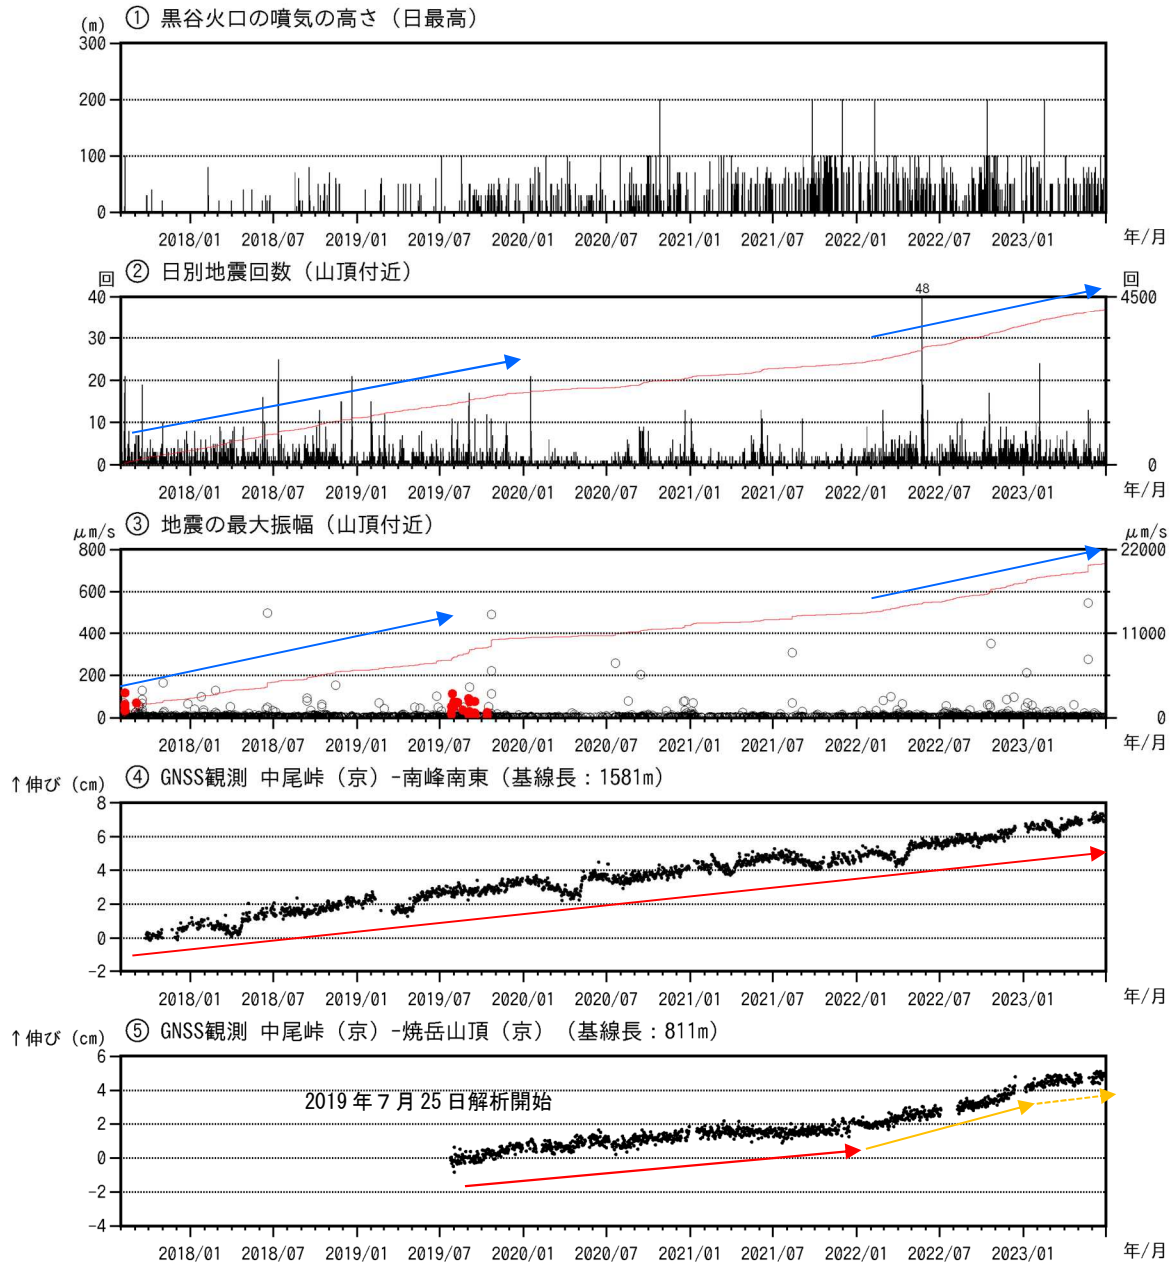 (m) ① 黒谷火口の噴気の高さ（日最高）
300
200
100
0
2018/01 2018/07 2019/01 2019/07 2020/01 2020/07 2021/01 2021/07 2022/01 2022/07 2023/01 年/月
回 ② 日別地震回数（山頂付近） 回
40 48 4500
30
20
10
0 0
2018/01 2018/07 2019/01 2019/07 2020/01 2020/07 2021/01 2021/07 2022/01 2022/07 2023/01 年/月
μm/s ③ 地震の最大振幅（山頂付近） μm/s
800 22000
600
400 11000
200
0 0
2018/01 2018/07 2019/01 2019/07 2020/01 2020/07 2021/01 2021/07 2022/01 2022/07 2023/01 年/月
↑伸び (cm) ④ GNSS観測 中尾峠（京）-南峰南東（基線長：1581m）
8
6
4
2
0
-2
2018/01 2018/07 2019/01 2019/07 2020/01 2020/07 2021/01 2021/07 2022/01 2022/07 2023/01 年/月
↑伸び (cm) ⑤ GNSS観測 中尾峠（京）-焼岳山頂（京）（基線長：811m）
6
4
2019年7月25日解析開始
2
0
-2
-4
2018/01 2018/07 2019/01 2019/07 2020/01 2020/07 2021/01 2021/07 2022/01 2022/07 2023/01 年/月